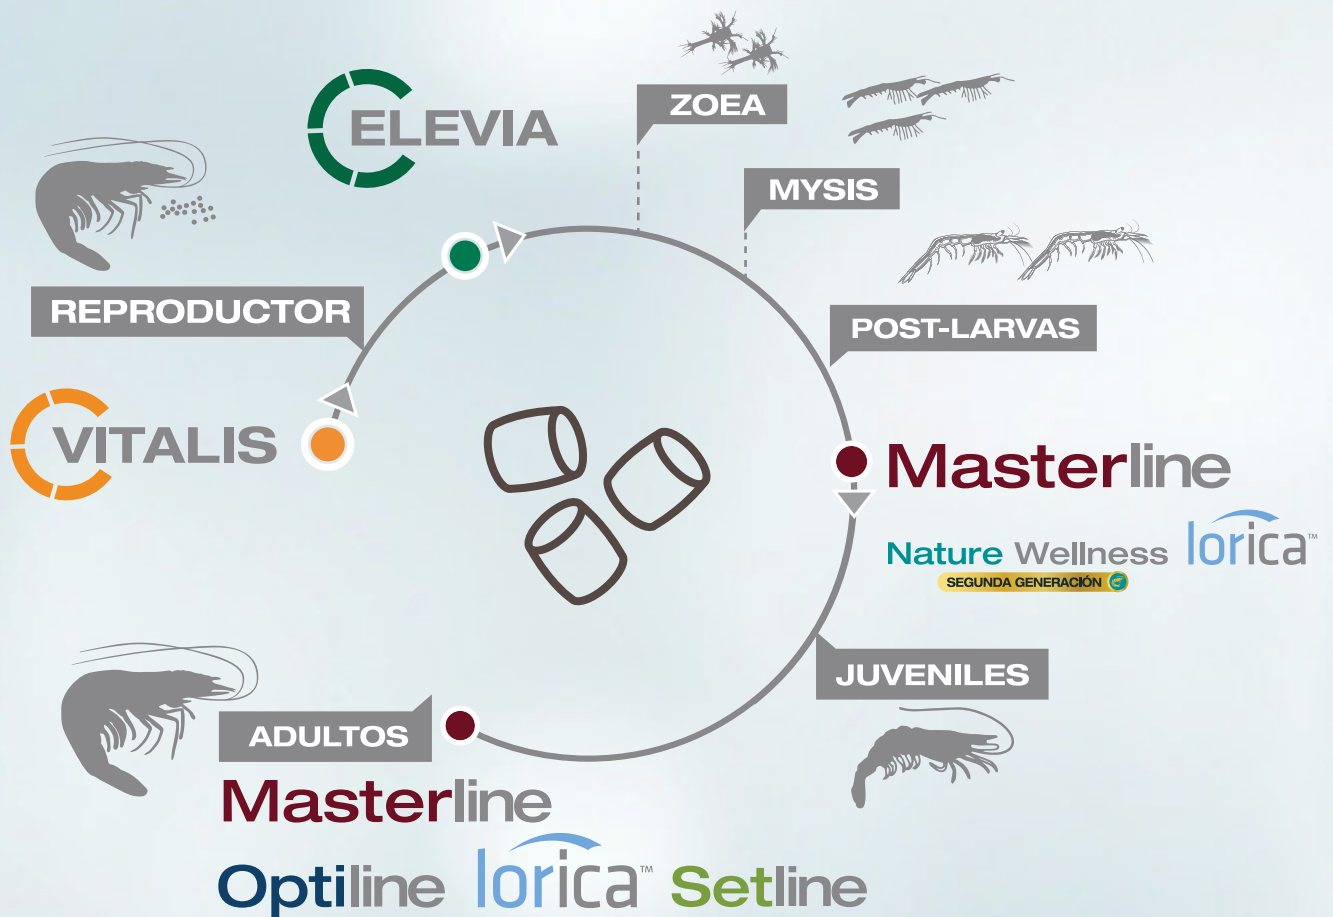 ELEVIA
ZOEA
MYSIS
REPRODUCTOR
POST-LARVAS
VITALIS
Masterline
Nature Wellness lorica™
SEGUNDA GENERACIÓN
JUVENILES
ADULTOS
Masterline
Optiline lorica™ Setline